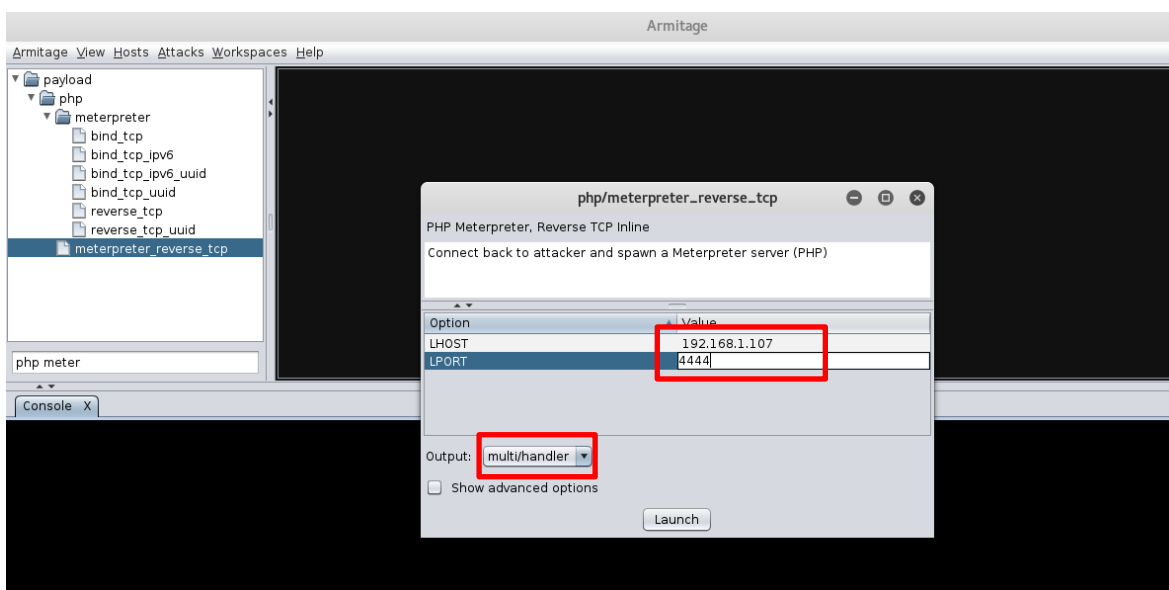 Armitage
Armitage View Hosts Attacks Workspaces Help
payload
php
meterpreter
bind_tcp
bind_tcp_ipv6
bind_tcp_ipv6_uuid
bind_tcp_uuid
reverse_tcp
reverse_tcp_uuid
meterpreter_reverse_tcp
php meter
Console X
php/meterpreter_reverse_tcp
PHP Meterpreter, Reverse TCP Inline
Connect back to attacker and spawn a Meterpreter server (PHP)
Option Value
LHOST 192.168.1.107
LPORT 4444
Output: multi/handler
Show advanced options
Launch